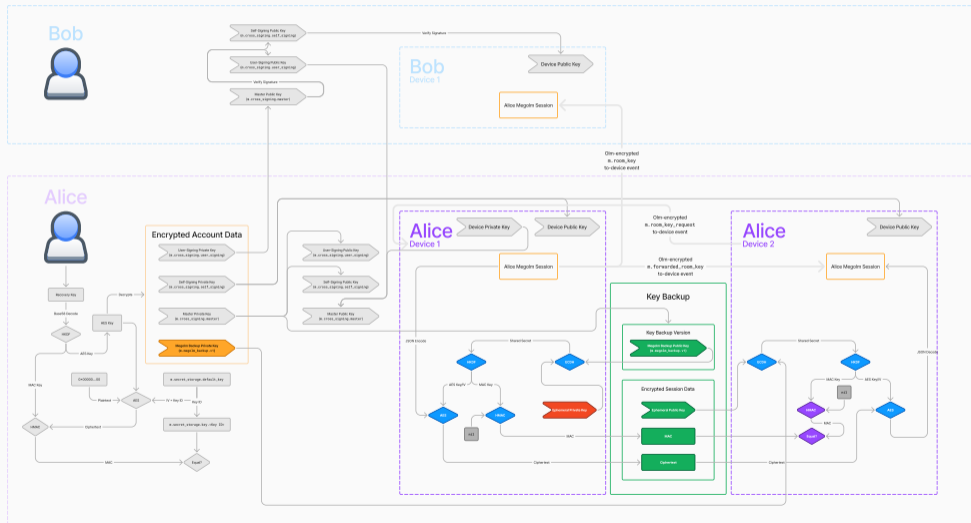 Bob
Self-Signing Public Key
(m.cross_signing.self_signing)
Verify Signature
User-Signing Public Key
(m.cross_signing.user_signing)
Verify Signature
Master Public Key
(m.cross_signing.master)
Bob
Device 1
Device Public Key
Alice Megolm Session
Olm-encrypted
m.room_key
to-device event
Alice
Encrypted Account Data
User-Signing Private Key
(m.cross_signing.user_signing)
Self-Signing Private Key
(m.cross_signing.self_signing)
Master Private Key
(m.cross_signing.master)
Megolm Backup Private Key
User-Signing Public Key
(m.cross_signing.user_signing)
Self-Signing Public Key
(m.cross_signing.self_signing)
Master Public Key
(m.cross_signing.master)
Recovery Key
Base58 Decode
HKDF
AES Key
AES Key
Decrypts
MAC Key
Plaintext
AES
IV + Key ID
Key ID
Ciphertext
HMAC
MAC
Equal?
m.secret_storage.default_key
m.secret_storage.key.<Key ID>
Alice
Device 1
Device Private Key
Device Public Key
Alice Megolm Session
JSON Encode
Shared Secret
HKDF
ECDH
AES Key/IV
MAC Key
AES
HMAC
Ephemeral Private Key
MAC
Ciphertext
Olm-encrypted
m.room_key_request
to-device event
Olm-encrypted
m.forwarded_room_key
to-device event
Key Backup
Key Backup Version
Megolm Backup Public Key
Encrypted Session Data
Ephemeral Public Key
MAC
Ciphertext
Alice
Device 2
Device Public Key
Alice Megolm Session
Shared Secret
ECDH
HKDF
MAC Key
AES Key/IV
HMAC
AES
MAC
Equal?
Ciphertext